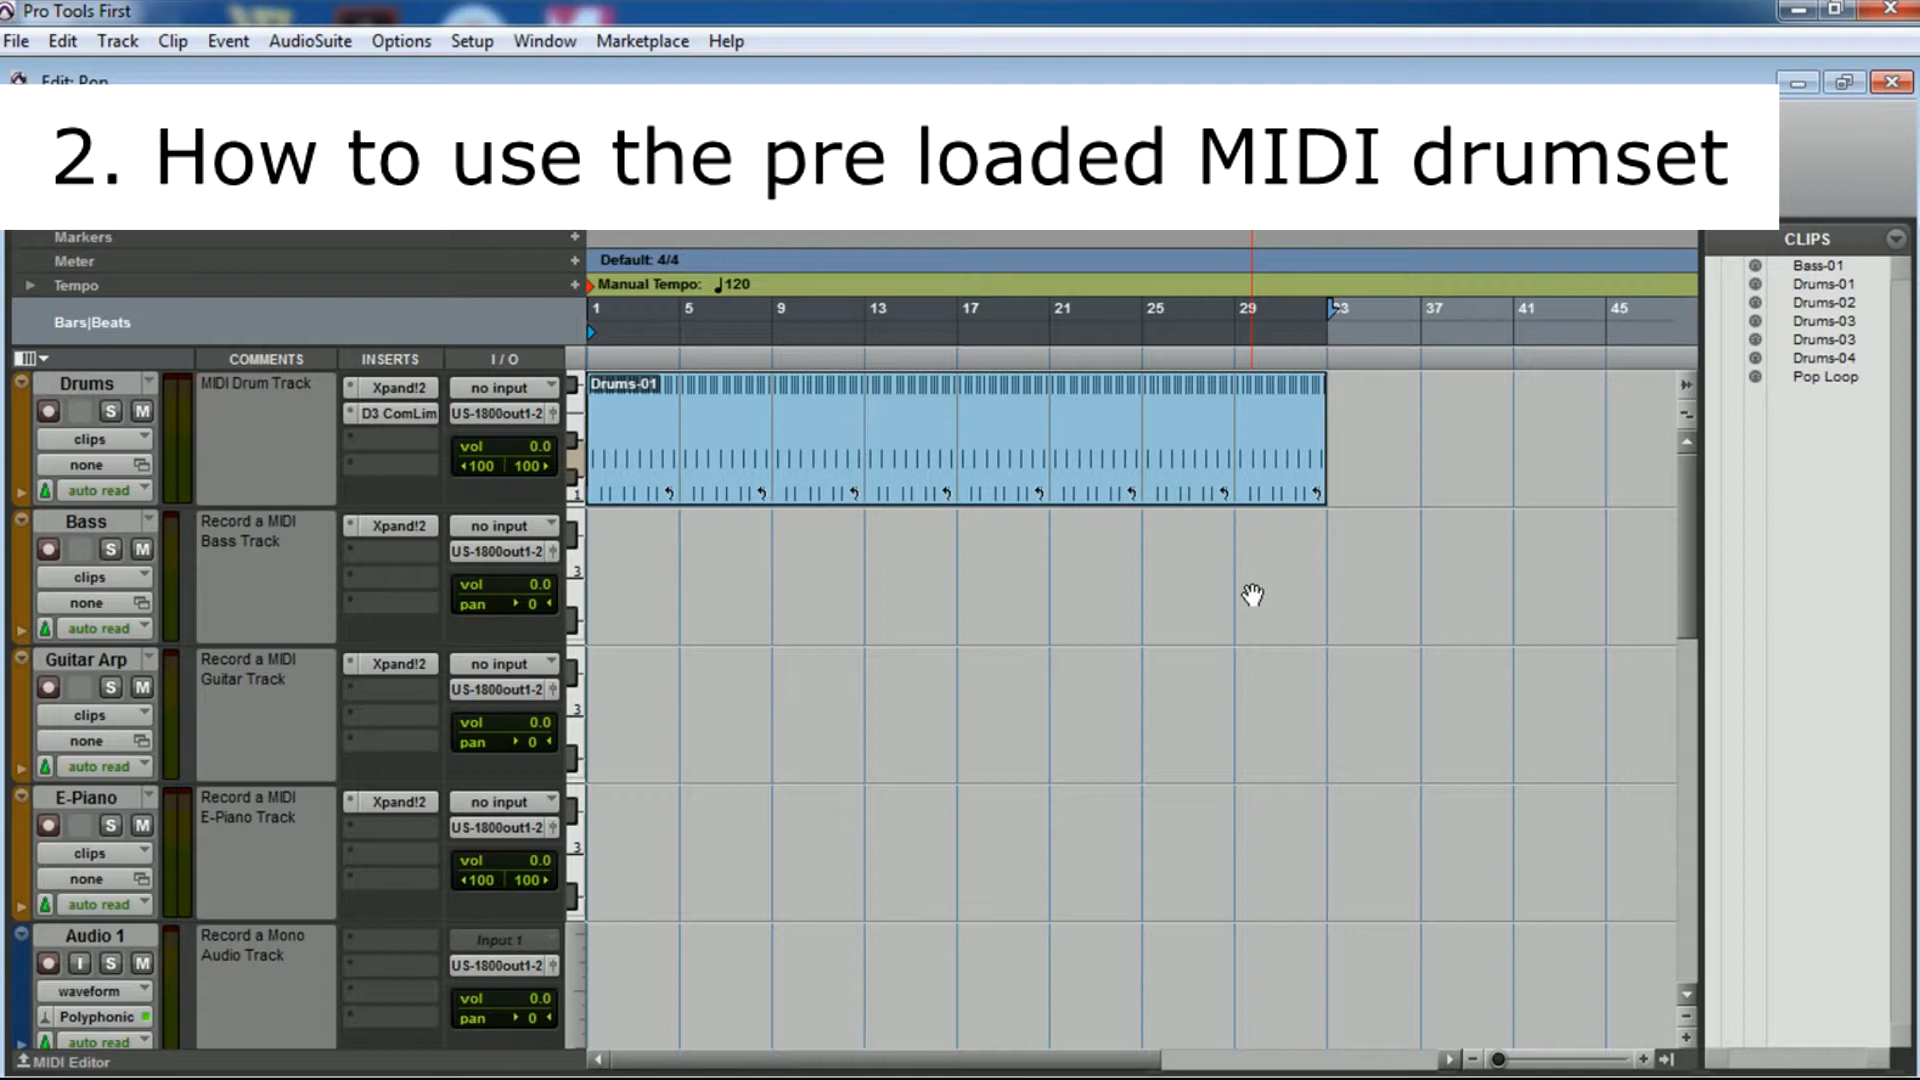 Pro Tools First
File Edit Track Clip Event AudioSuite Options Setup Window Marketplace Help
Edit: Pop
2. How to use the pre loaded MIDI drumset
Markers
Meter Default: 4/4
Tempo Manual Tempo: 120
Bars|Beats 1 5 9 13 17 21 25 29 33 37 41 45
COMMENTS INSERTS I / O
Drums MIDI Drum Track Xpand!2 no input Drums-01
S M D3 ComLim US-1800out1-2
clips vol 0.0
none 100 100
auto read 1
Bass Record a MIDI Xpand!2 no input
Bass Track
S M US-1800out1-2
clips 3
vol 0.0
none pan 0
auto read
Guitar Arp Record a MIDI Xpand!2 no input
Guitar Track
S M US-1800out1-2
clips 3
vol 0.0
none pan 0
auto read
E-Piano Record a MIDI Xpand!2 no input
E-Piano Track
S M US-1800out1-2
clips 3
vol 0.0
none 100 100
auto read
Audio 1 Record a Mono Input 1
Audio Track
I S M US-1800out1-2
waveform vol 0.0
Polyphonic pan 0
auto read
MIDI Editor
CLIPS
Bass-01
Drums-01
Drums-02
Drums-03
Drums-03
Drums-04
Pop Loop